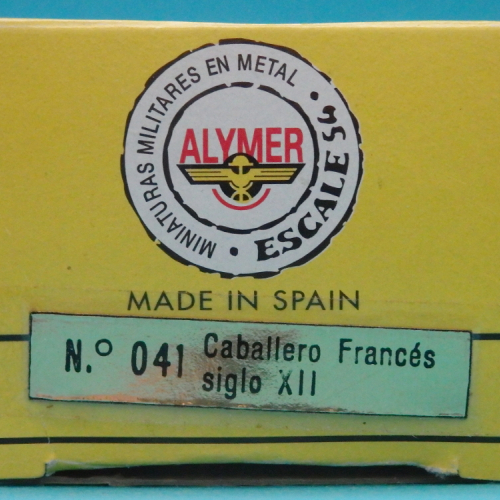 MINIATURAS MILITARES EN METAL
ALYMER
• ESCALE 54 •
MADE IN SPAIN
N.º 041 Caballero Francés
siglo XII